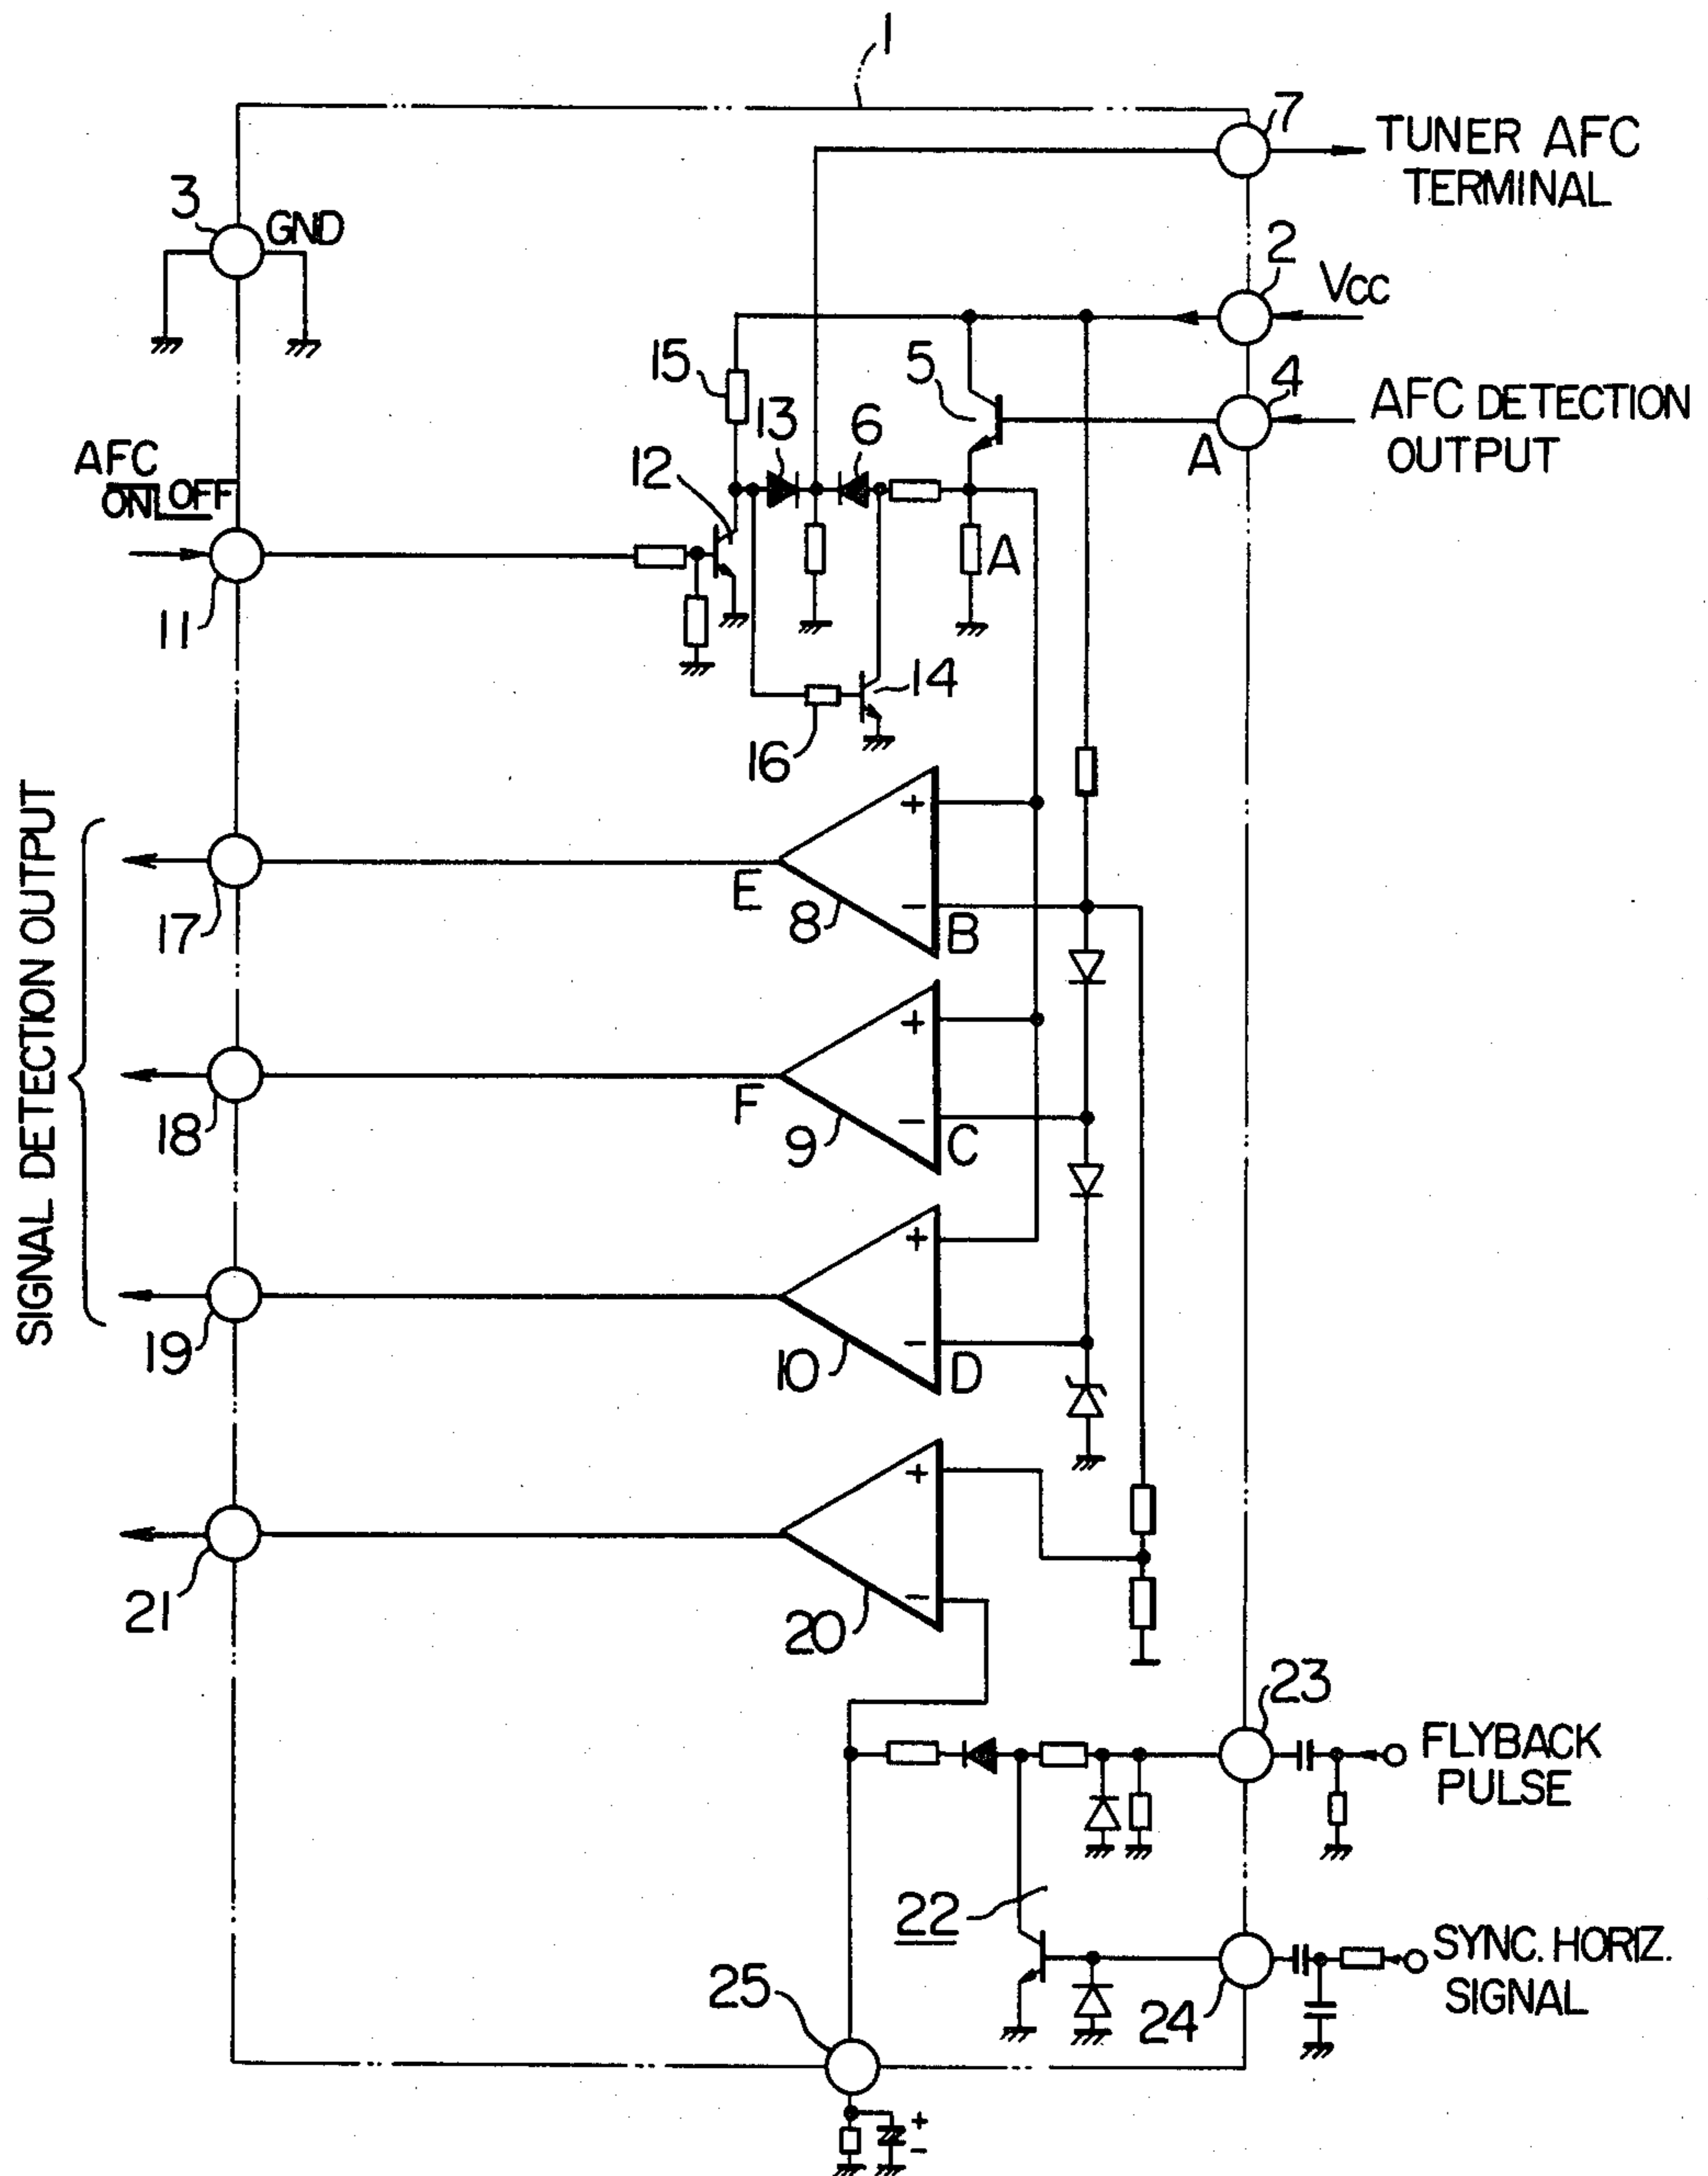 1
7
TUNER AFC
TERMINAL
3
GND
2
Vcc
15
5
4
AFC DETECTION
OUTPUT
A
13
6
12
AFC
ON OFF
A
11
14
16
SIGNAL DETECTION OUTPUT
+
E
8
-
B
17
+
F
9
-
C
18
+
10
-
D
19
+
20
-
21
23
FLYBACK
PULSE
22
SYNC. HORIZ.
SIGNAL
24
25
+
-